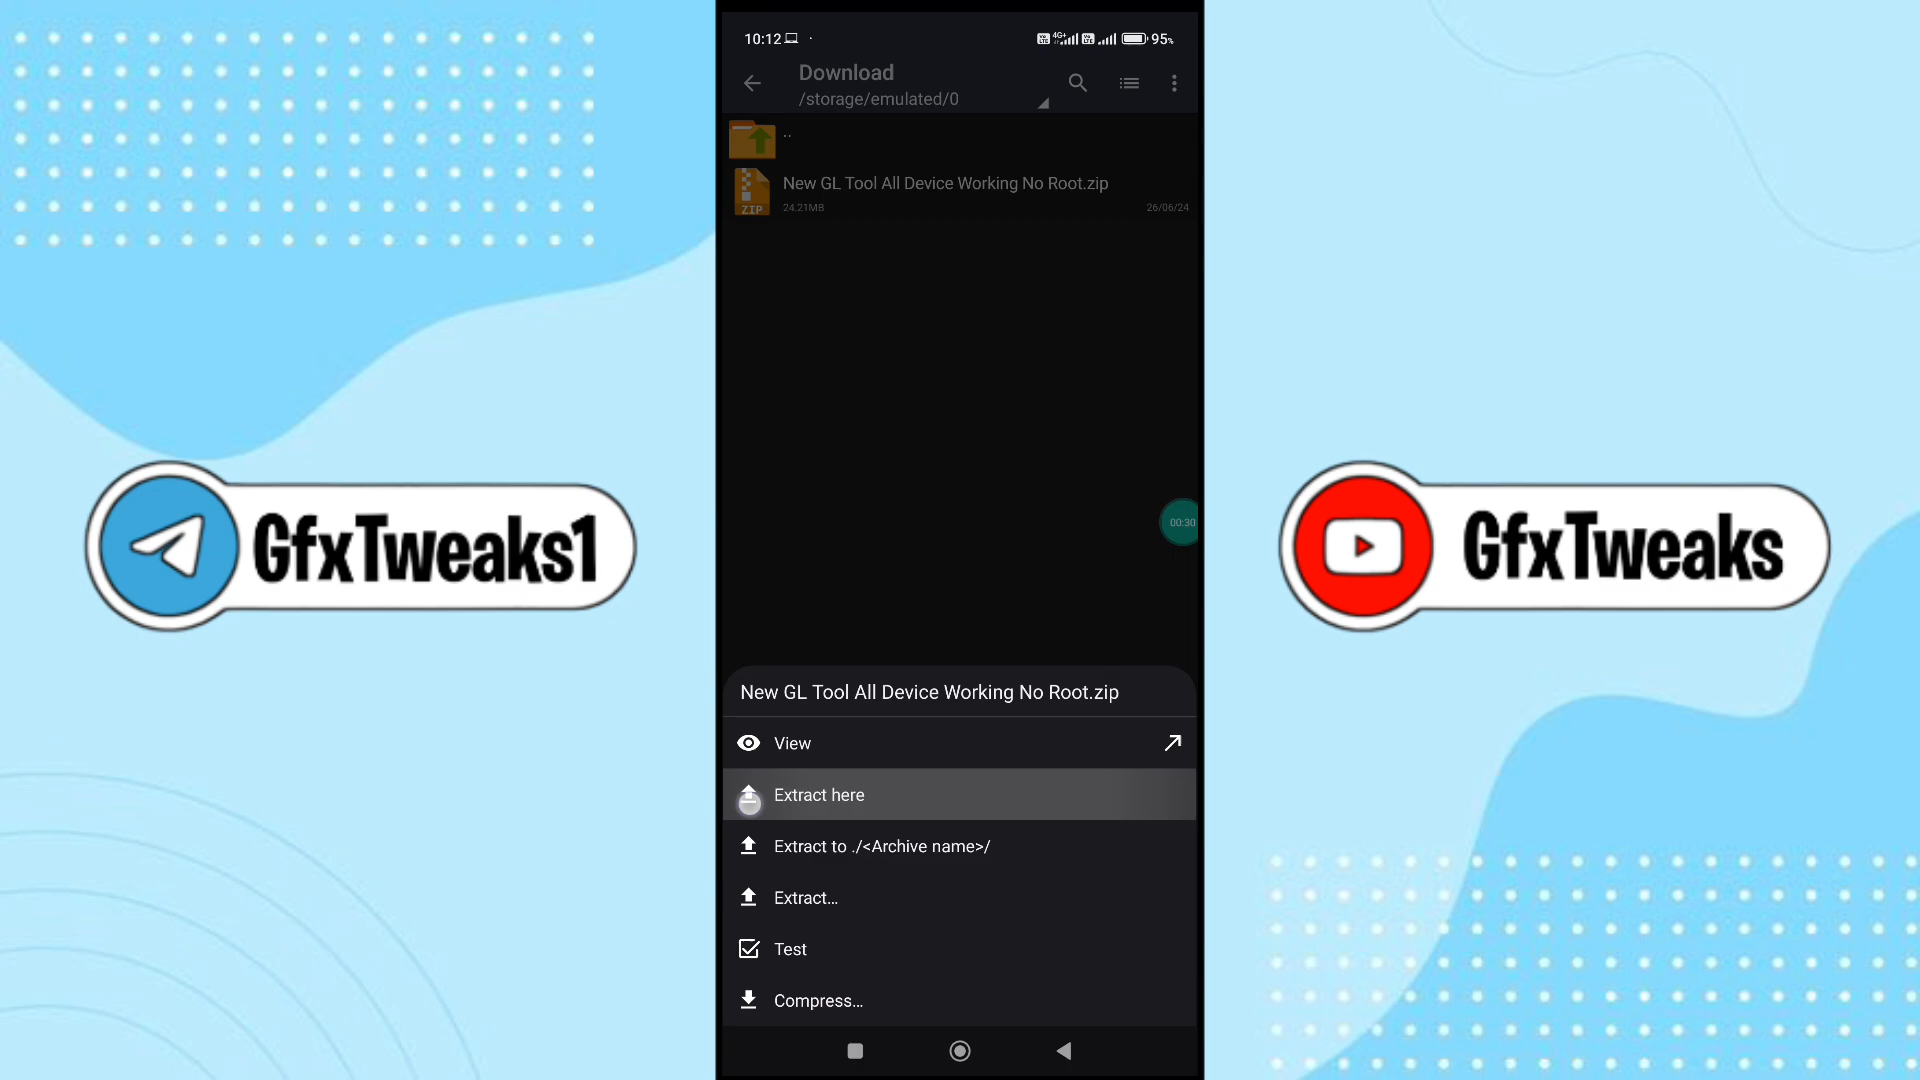 10:12
4G+
95%
Download
/storage/emulated/0
..
New GL Tool All Device Working No Root.zip
ZIP
24.21MB
26/06/24
00:30
GfxTweaks1
GfxTweaks
New GL Tool All Device Working No Root.zip
View
Extract here
Extract to ./<Archive name>/
Extract...
Test
Compress...